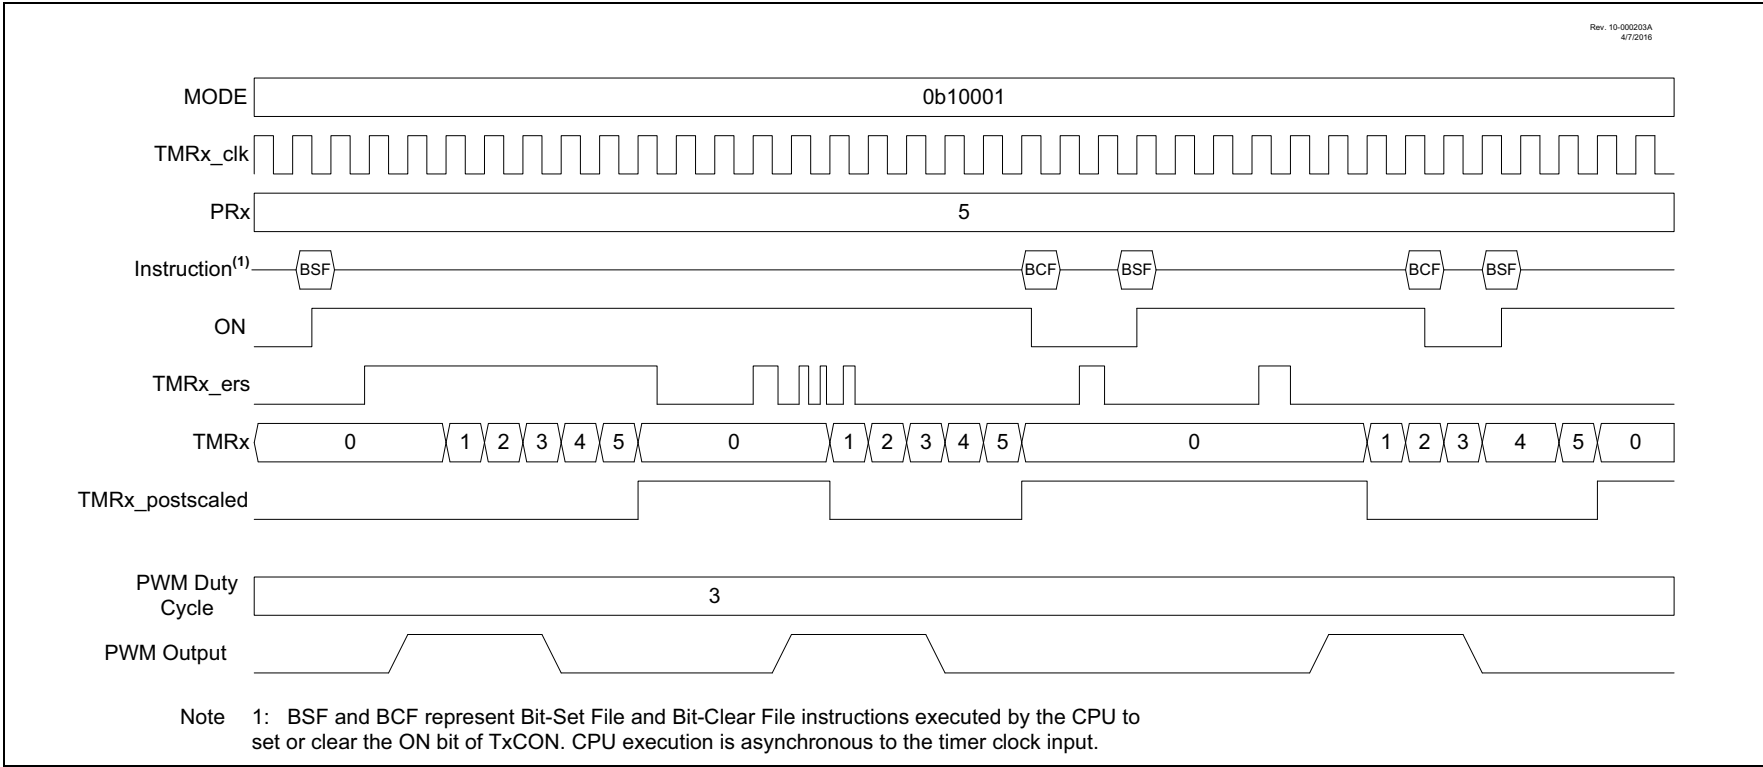 Rev. 10-000203A
4/7/2016
MODE 0b10001
TMRx_clk
PRx 5
Instruction(1) BSF BCF BSF BCF BSF
ON
TMRx_ers
TMRx 0 1 2 3 4 5 0 1 2 3 4 5 0 1 2 3 4 5 0
TMRx_postscaled
PWM Duty
Cycle 3
PWM Output
Note 1: BSF and BCF represent Bit-Set File and Bit-Clear File instructions executed by the CPU to
set or clear the ON bit of TxCON. CPU execution is asynchronous to the timer clock input.